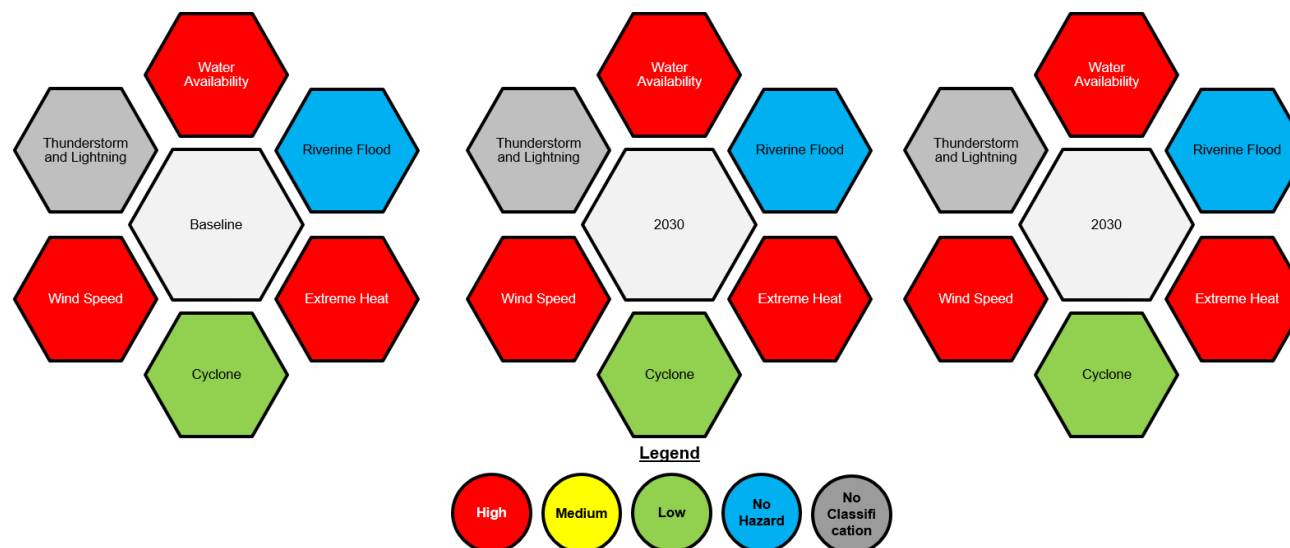 Water
Availability
Thunderstorm
and Lightning
Riverine Flood
Baseline
Wind Speed
Extreme Heat
Cyclone
Water
Availability
Thunderstorm
and Lightning
Riverine Flood
2030
Wind Speed
Extreme Heat
Cyclone
Water
Availability
Thunderstorm
and Lightning
Riverine Flood
2030
Wind Speed
Extreme Heat
Cyclone
Legend
High
Medium
Low
No
Hazard
No
Classifi
cation